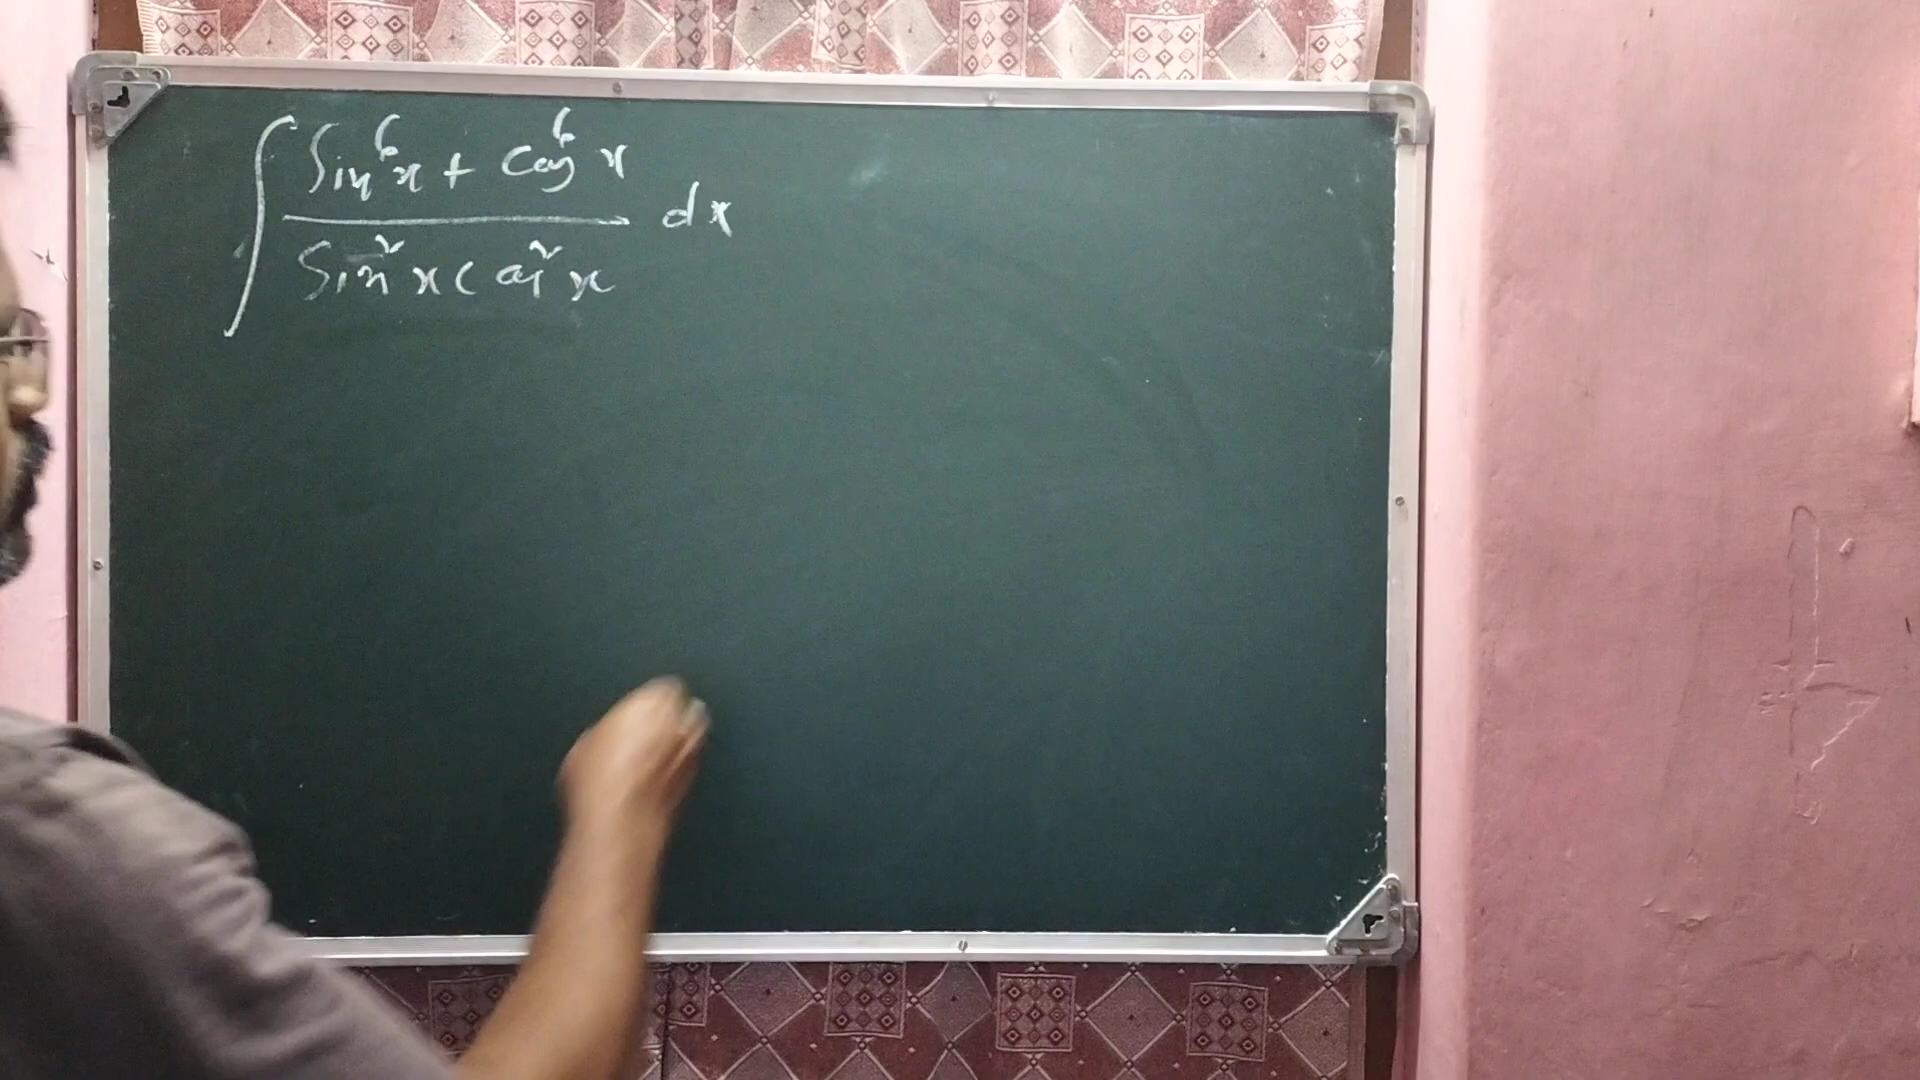 ∫ (Sin⁶x + Cos⁶x) / (Sin²x Cos²x) dx